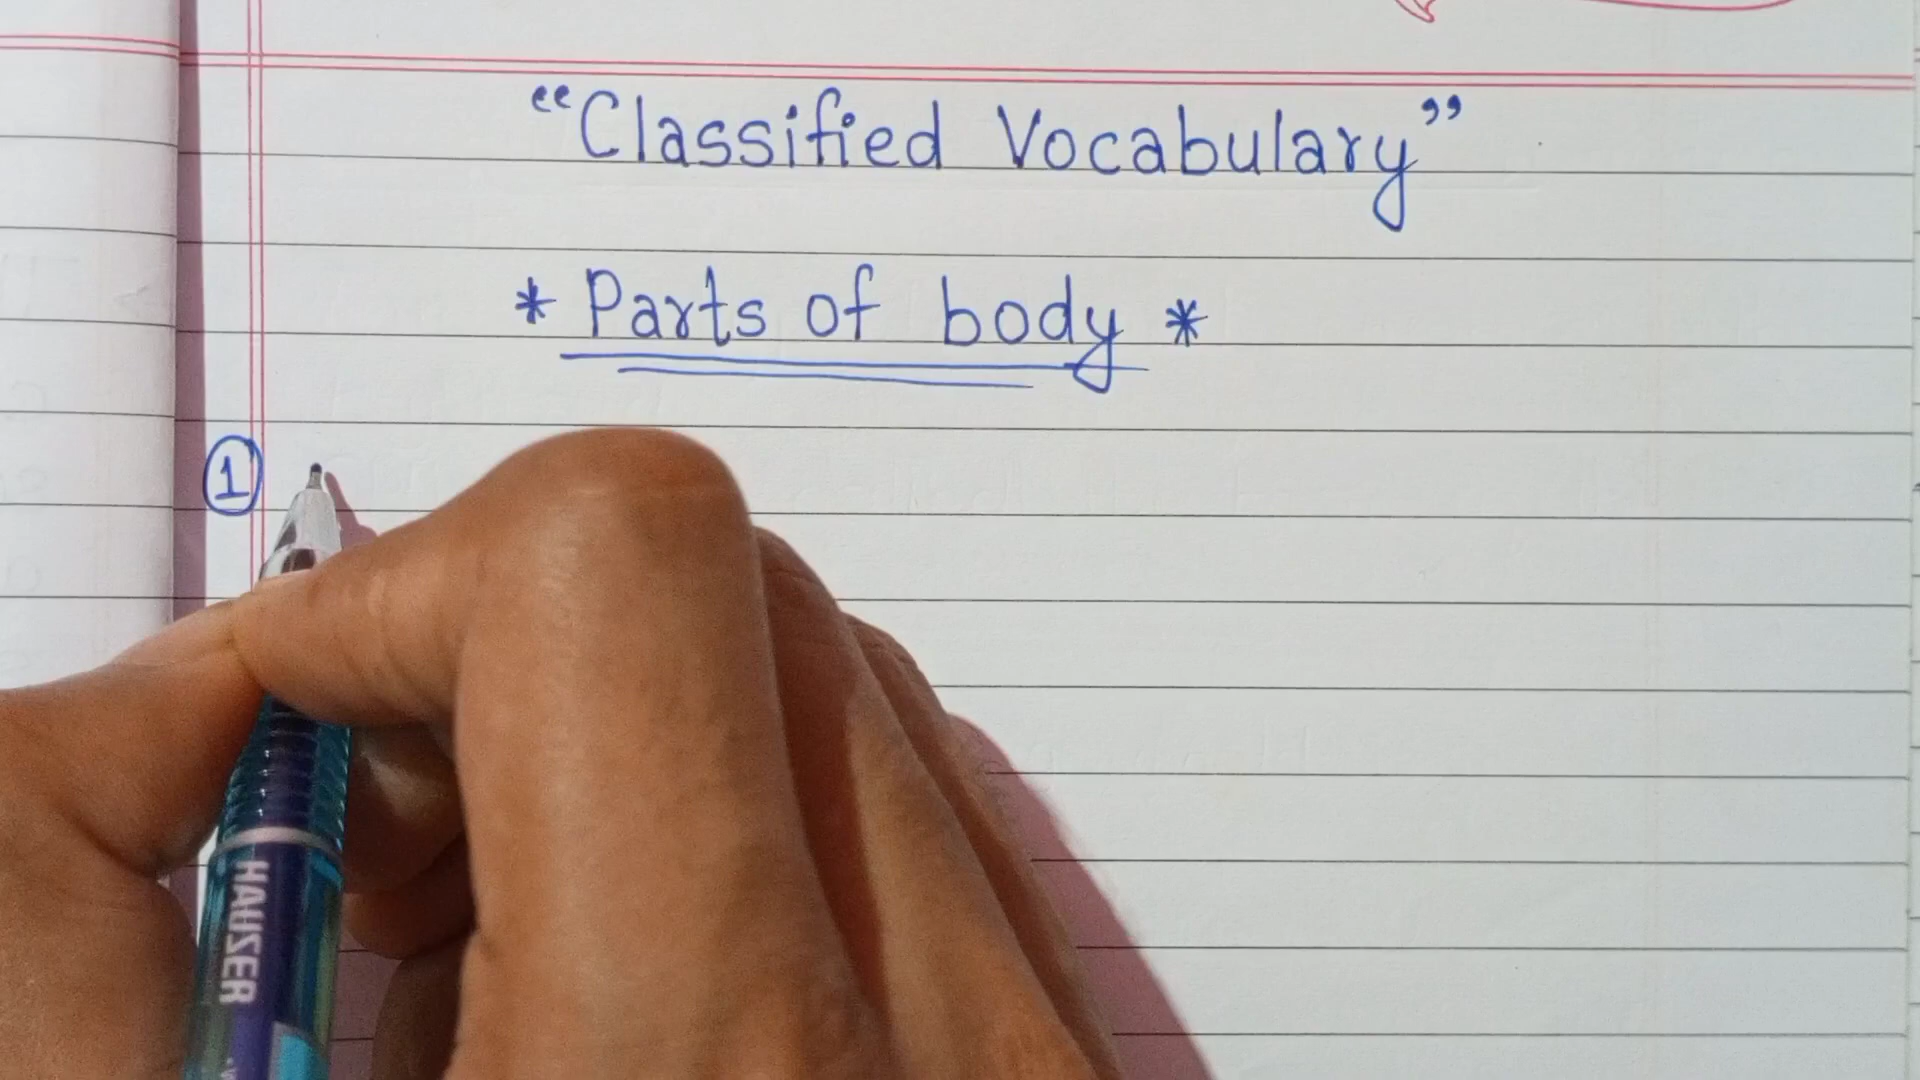 “Classified Vocabulary”
* Parts of body *
1
HAUSER